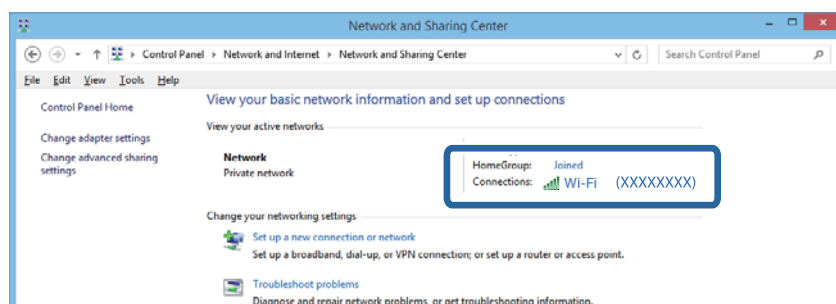 Network and Sharing Center
Control Panel Network and Internet Network and Sharing Center Search Control Panel
File Edit View Tools Help
Control Panel Home
Change adapter settings
Change advanced sharing
settings
View your basic network information and set up connections
View your active networks
Network
Private network
HomeGroup: Joined
Connections: Wi-Fi (XXXXXXXX)
Change your networking settings
Set up a new connection or network
Set up a broadband, dial-up, or VPN connection; or set up a router or access point.
Troubleshoot problems
Diagnose and repair network problems, or get troubleshooting information.